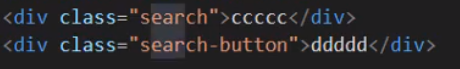 <div class="search">ccccc</div>
<div class="search-button">ddddd</div>